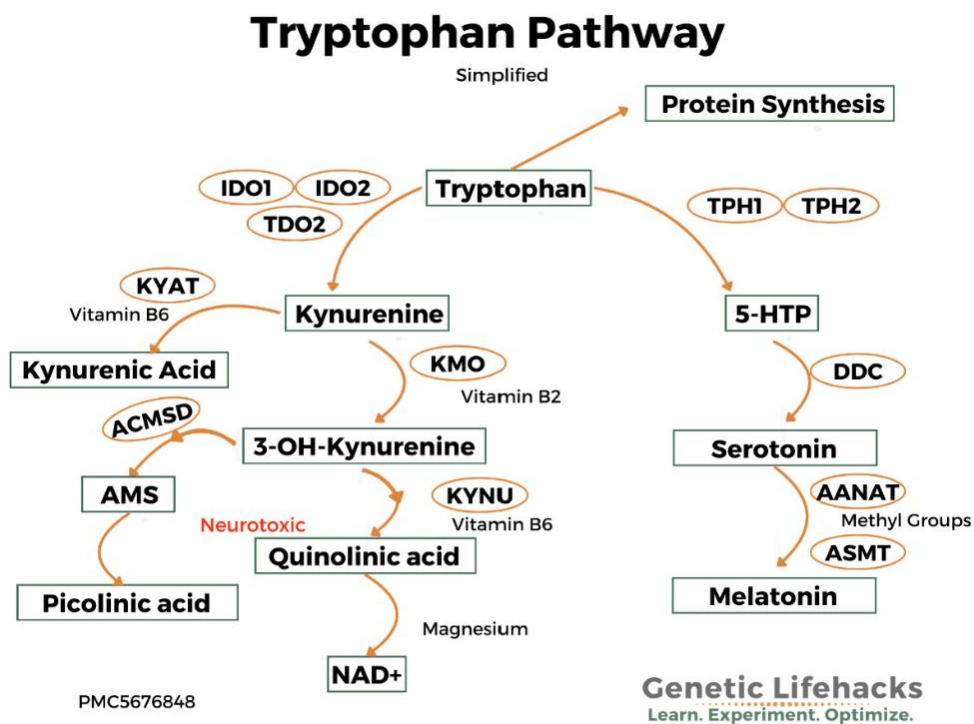 Tryptophan Pathway
Simplified
Protein Synthesis
IDO1
IDO2
Tryptophan
TDO2
TPH1
TPH2
KYAT
Vitamin B6
Kynurenine
5-HTP
Kynurenic Acid
KMO
Vitamin B2
DDC
ACMSD
3-OH-Kynurenine
Serotonin
AMS
KYNU
Vitamin B6
AANAT
Methyl Groups
Neurotoxic
Quinolinic acid
ASMT
Picolinic acid
Melatonin
Magnesium
NAD+
PMC5676848
Genetic Lifehacks
Learn. Experiment. Optimize.